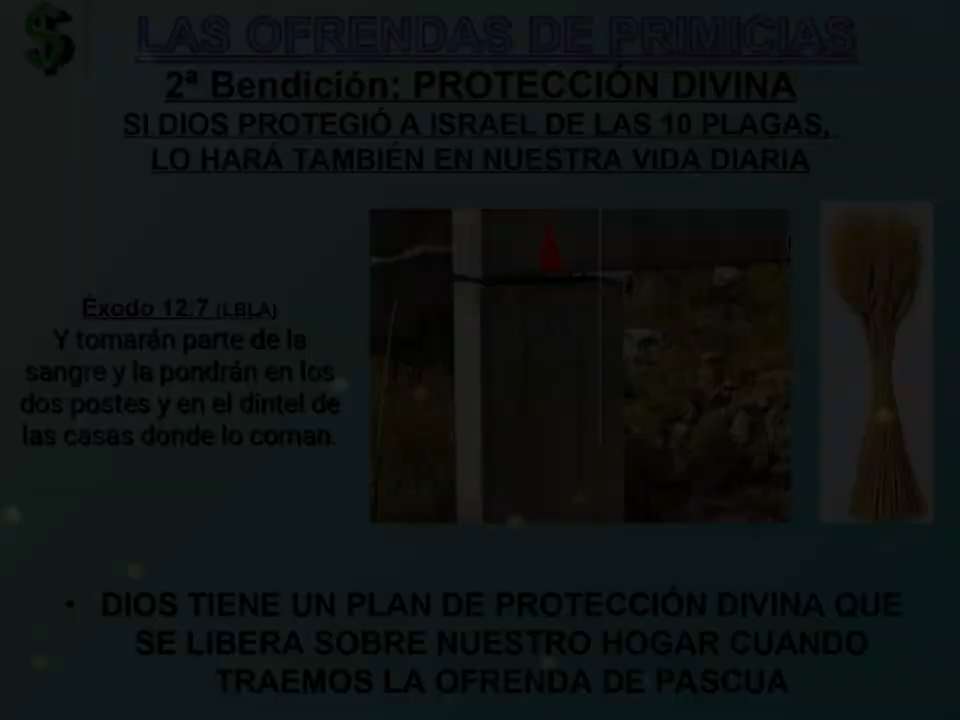 $
LAS OFRENDAS DE PRIMICIAS
2ª Bendición: PROTECCIÓN DIVINA
SI DIOS PROTEGIÓ A ISRAEL DE LAS 10 PLAGAS,
LO HARÁ TAMBIÉN EN NUESTRA VIDA DIARIA
Éxodo 12:7 (LBLA)
Y tomarán parte de la
sangre y la pondrán en los
dos postes y en el dintel de
las casas donde lo coman.
• DIOS TIENE UN PLAN DE PROTECCIÓN DIVINA QUE
SE LIBERA SOBRE NUESTRO HOGAR CUANDO
TRAEMOS LA OFRENDA DE PASCUA